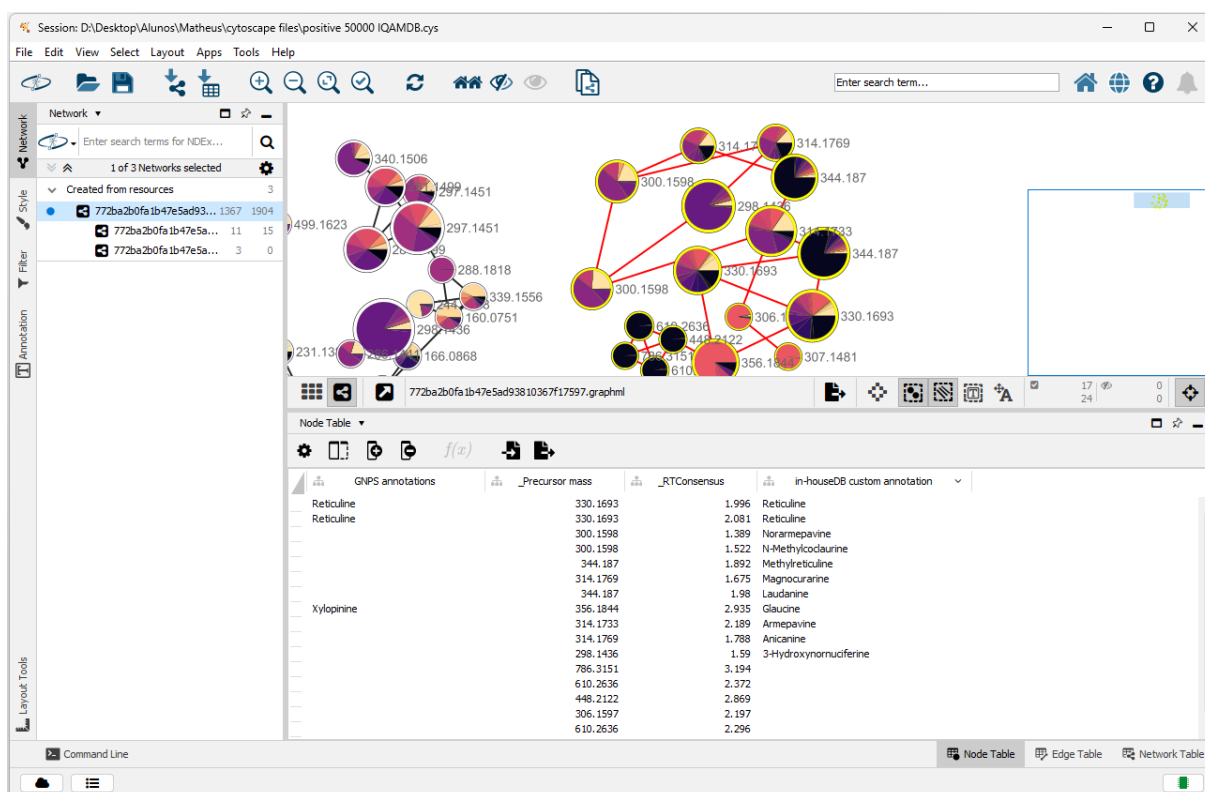 Session: D:\Desktop\Alunos\Matheus\cytoscape files\positive 50000 IQAMDB.cys
File Edit View Select Layout Apps Tools Help
Enter search term...
Network
Enter search terms for NDEx...
1 of 3 Networks selected
Created from resources 3
772ba2b0fa1b47e5ad93... 1367 1904
772ba2b0fa1b47e5a... 11 15
772ba2b0fa1b47e5a... 3 0
Network
Style
Filter
Annotation
Layout Tools
340.1506
297.1451
499.1623
297.1451
288.1818
339.1556
160.0751
298.1436
166.0868
314.1769
300.1598
344.187
344.187
330.1693
300.1598
330.1693
448.2122
307.1481
356.1844
772ba2b0fa1b47e5ad93810367f17597.graphml
17 0
24 0
Node Table
f(x)
GNPS annotations _Precursor mass _RTConsensus in-houseDB custom annotation
Reticuline 330.1693 1.996 Reticuline
Reticuline 330.1693 2.081 Reticuline
300.1598 1.389 Norarmepavine
300.1598 1.522 N-Methylcoclaurine
344.187 1.892 Methylreticuline
314.1769 1.675 Magnocurarine
344.187 1.98 Laudanine
Xylopinine 356.1844 2.935 Glaucine
314.1733 2.189 Armepavine
314.1769 1.788 Anicanine
298.1436 1.59 3-Hydroxynornuciferine
786.3151 3.194
610.2636 2.372
448.2122 2.869
306.1597 2.197
610.2636 2.296
Command Line
Node Table Edge Table Network Table